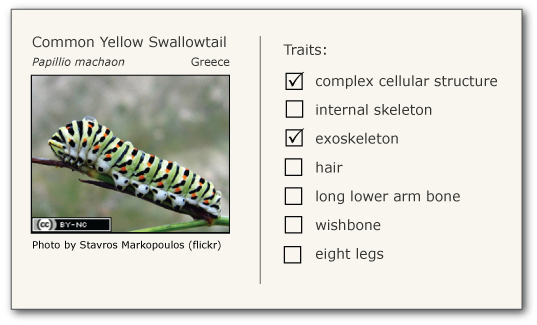 Common Yellow Swallowtail
Papillio machaon
Greece
cc BY-NC
Photo by Stavros Markopoulos (flickr)
Traits:
complex cellular structure
internal skeleton
exoskeleton
hair
long lower arm bone
wishbone
eight legs